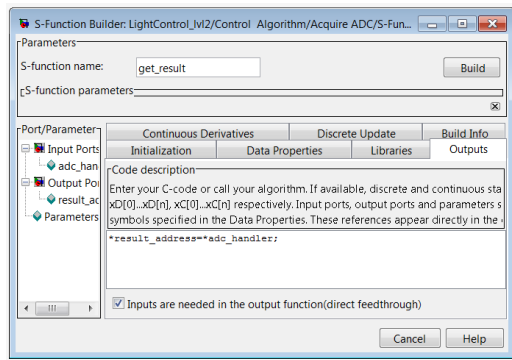 S-Function Builder: LightControl_lvl2/Control Algorithm/Acquire ADC/S-Fun...
Parameters
S-function name: get_result Build
S-function parameters
Port/Parameter
Input Ports
adc_han
Output Por
result_ac
Parameters
Continuous Derivatives Discrete Update Build Info
Initialization Data Properties Libraries Outputs
Code description
Enter your C-code or call your algorithm. If available, discrete and continuous sta
xD[0]...xD[n], xC[0]...xC[n] respectively. Input ports, output ports and parameters s
symbols specified in the Data Properties. These references appear directly in the
*result_address=*adc_handler;
Inputs are needed in the output function(direct feedthrough)
Cancel Help